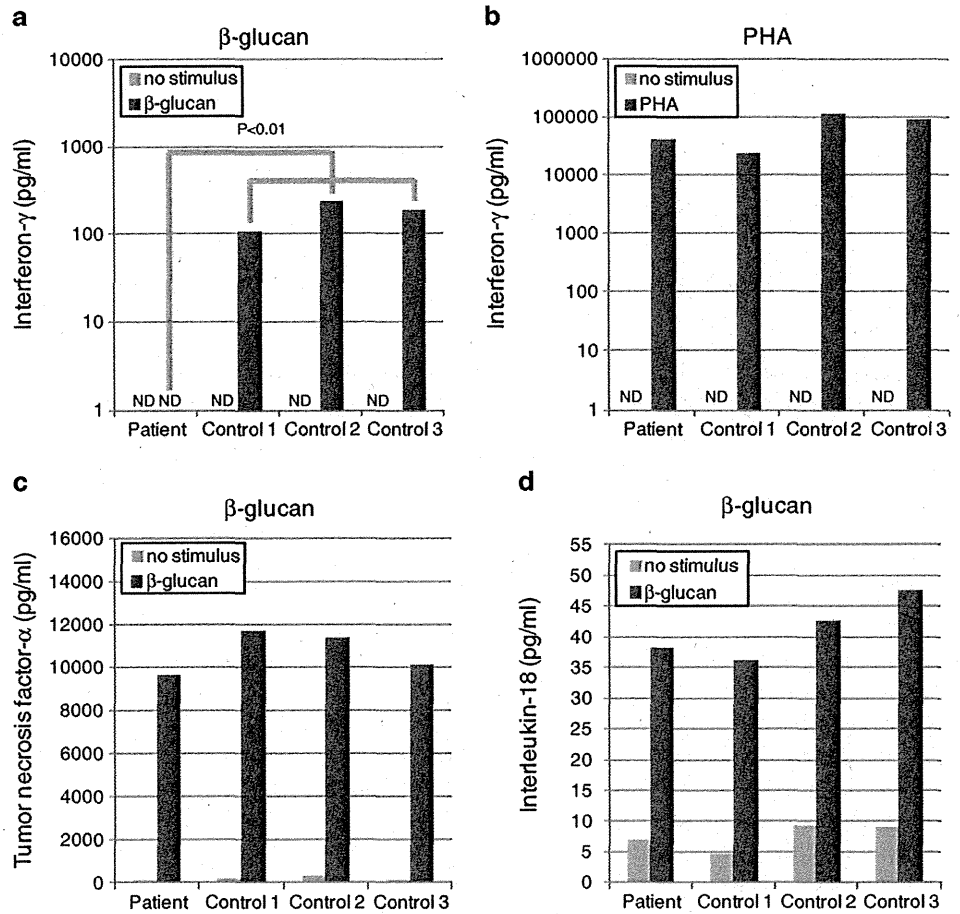 a
β-glucan
10000
1000
100
10
1
Interferon-γ (pg/ml)
no stimulus
β-glucan
P<0.01
ND ND ND ND ND
Patient Control 1 Control 2 Control 3
b
PHA
1000000
100000
10000
1000
100
10
1
Interferon-γ (pg/ml)
no stimulus
PHA
ND ND ND ND
Patient Control 1 Control 2 Control 3
c
β-glucan
16000
14000
12000
10000
8000
6000
4000
2000
0
Tumor necrosis factor-α (pg/ml)
no stimulus
β-glucan
Patient Control 1 Control 2 Control 3
d
β-glucan
55
50
45
40
35
30
25
20
15
10
5
0
Interleukin-18 (pg/ml)
no stimulus
β-glucan
Patient Control 1 Control 2 Control 3